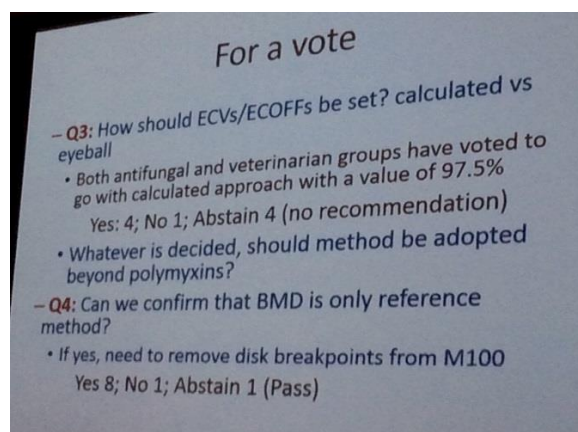 For a vote
– Q3: How should ECVs/ECOFFs be set? calculated vs
eyeball
• Both antifungal and veterinarian groups have voted to
go with calculated approach with a value of 97.5%
Yes: 4; No 1; Abstain 4 (no recommendation)
• Whatever is decided, should method be adopted
beyond polymyxins?
– Q4: Can we confirm that BMD is only reference
method?
• If yes, need to remove disk breakpoints from M100
Yes 8; No 1; Abstain 1 (Pass)